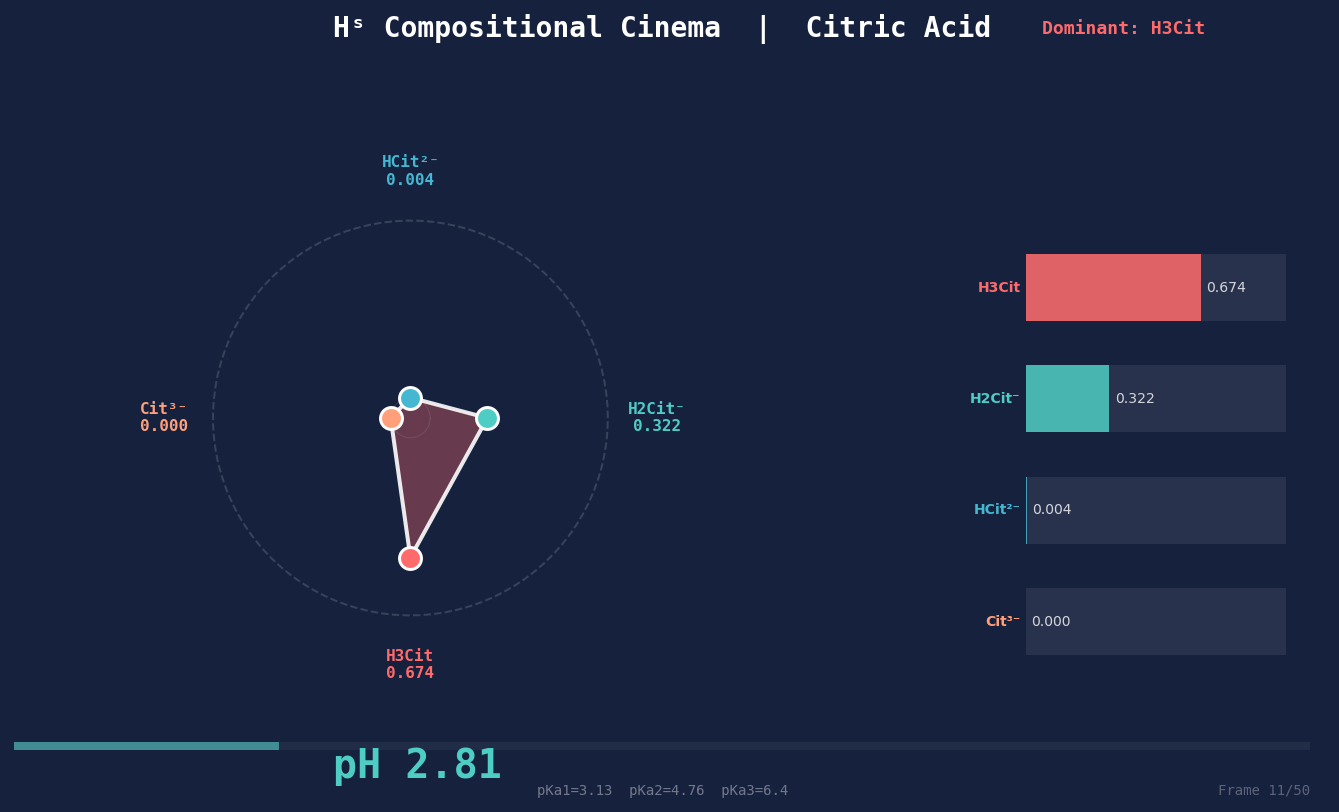 Hˢ Compositional Cinema | Citric Acid
Dominant: H3Cit
HCit²⁻
0.004
Cit³⁻
0.000
H2Cit⁻
0.322
H3Cit
0.674
H3Cit 0.674
H2Cit⁻ 0.322
HCit²⁻ 0.004
Cit³⁻ 0.000
pH 2.81
pKa1=3.13 pKa2=4.76 pKa3=6.4
Frame 11/50